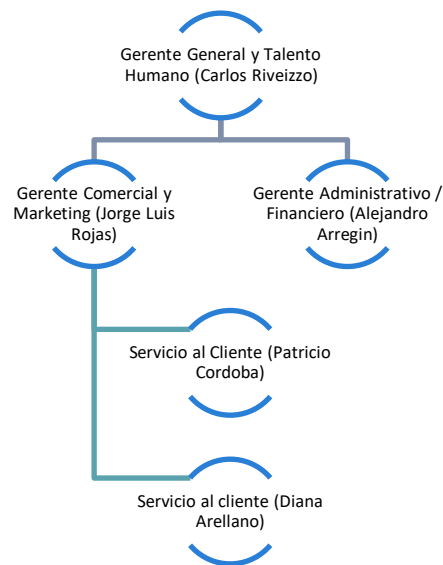 Gerente General y Talento
Humano (Carlos Riveizzo)
Gerente Comercial y
Marketing (Jorge Luis
Rojas)
Gerente Administrativo /
Financiero (Alejandro
Arregin)
Servicio al Cliente (Patricio
Cordoba)
Servicio al cliente (Diana
Arellano)